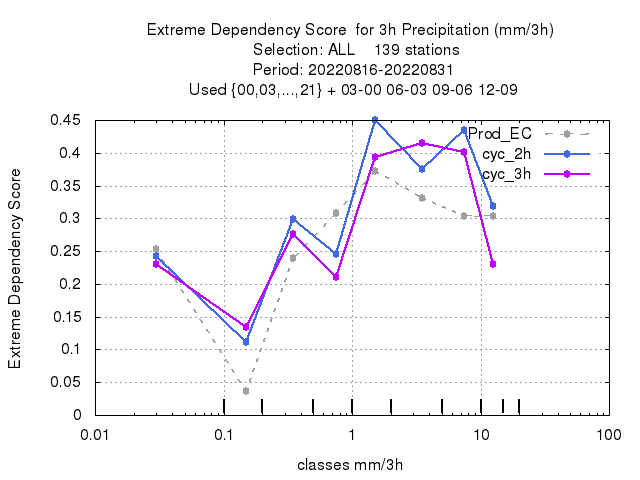 Extreme Dependency Score  for 3h Precipitation (mm/3h)
Selection: ALL    139 stations
Period: 20220816-20220831
Used {00,03,...,21} + 03-00 06-03 09-06 12-09
Extreme Dependency Score
0.45
0.4
0.35
0.3
0.25
0.2
0.15
0.1
0.05
0
Prod_EC
cyc_2h
cyc_3h
0.01
0.1
1
10
100
classes mm/3h